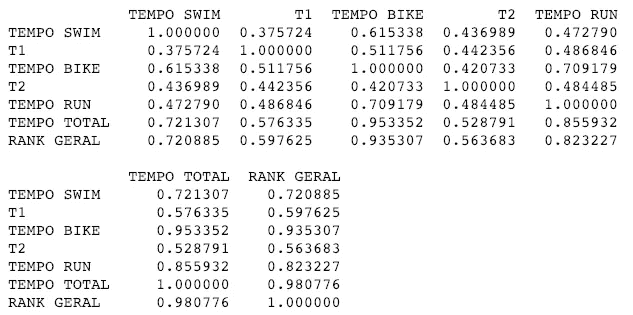 TEMPO SWIM T1 TEMPO BIKE T2 TEMPO RUN
TEMPO SWIM 1.000000 0.375724 0.615338 0.436989 0.472790
T1 0.375724 1.000000 0.511756 0.442356 0.486846
TEMPO BIKE 0.615338 0.511756 1.000000 0.420733 0.709179
T2 0.436989 0.442356 0.420733 1.000000 0.484485
TEMPO RUN 0.472790 0.486846 0.709179 0.484485 1.000000
TEMPO TOTAL 0.721307 0.576335 0.953352 0.528791 0.855932
RANK GERAL 0.720885 0.597625 0.935307 0.563683 0.823227
TEMPO TOTAL RANK GERAL
TEMPO SWIM 0.721307 0.720885
T1 0.576335 0.597625
TEMPO BIKE 0.953352 0.935307
T2 0.528791 0.563683
TEMPO RUN 0.855932 0.823227
TEMPO TOTAL 1.000000 0.980776
RANK GERAL 0.980776 1.000000